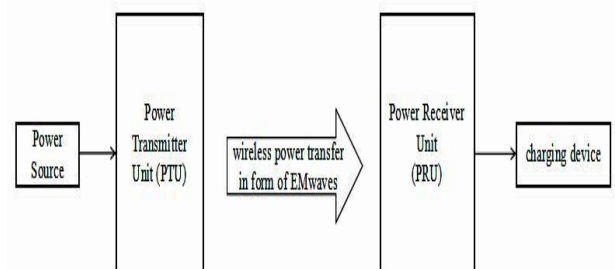 Power
Source
Power
Transmitter
Unit (PTU)
wireless power transfer
in form of EMwaves
Power Receiver
Unit
(PRU)
charging device